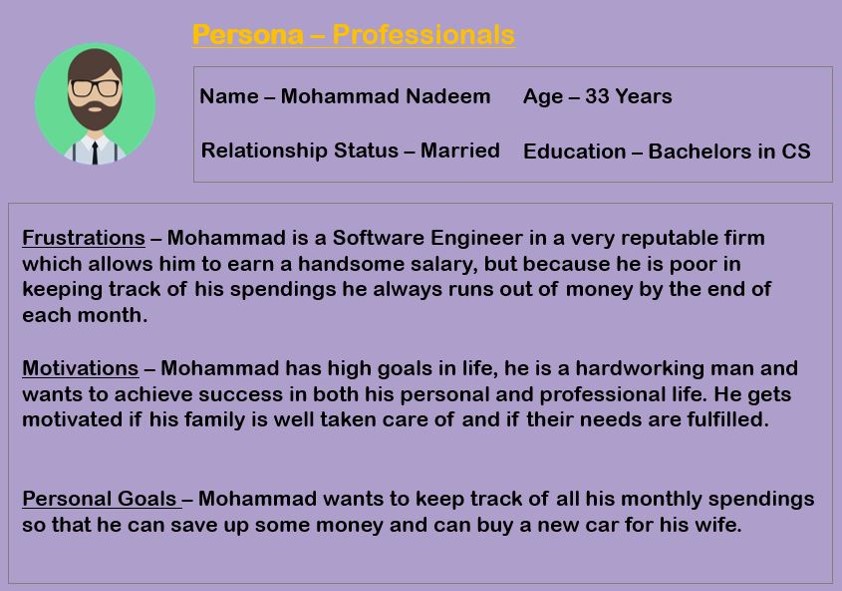 Persona – Professionals
Name – Mohammad Nadeem Age – 33 Years
Relationship Status – Married Education – Bachelors in CS
Frustrations – Mohammad is a Software Engineer in a very reputable firm
which allows him to earn a handsome salary, but because he is poor in
keeping track of his spendings he always runs out of money by the end of
each month.
Motivations – Mohammad has high goals in life, he is a hardworking man and
wants to achieve success in both his personal and professional life. He gets
motivated if his family is well taken care of and if their needs are fulfilled.
Personal Goals – Mohammad wants to keep track of all his monthly spendings
so that he can save up some money and can buy a new car for his wife.